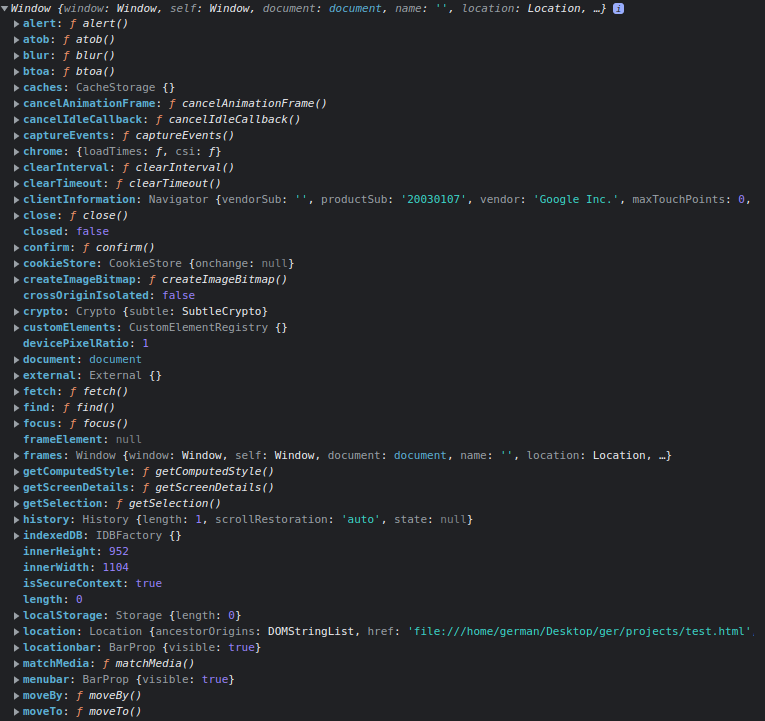 Window {window: Window, self: Window, document: document, name: '', location: Location, …} i
alert: ƒ alert()
atob: ƒ atob()
blur: ƒ blur()
btoa: ƒ btoa()
caches: CacheStorage {}
cancelAnimationFrame: ƒ cancelAnimationFrame()
cancelIdleCallback: ƒ cancelIdleCallback()
captureEvents: ƒ captureEvents()
chrome: {loadTimes: ƒ, csi: ƒ}
clearInterval: ƒ clearInterval()
clearTimeout: ƒ clearTimeout()
clientInformation: Navigator {vendorSub: '', productSub: '20030107', vendor: 'Google Inc.', maxTouchPoints: 0,
close: ƒ close()
closed: false
confirm: ƒ confirm()
cookieStore: CookieStore {onchange: null}
createImageBitmap: ƒ createImageBitmap()
crossOriginIsolated: false
crypto: Crypto {subtle: SubtleCrypto}
customElements: CustomElementRegistry {}
devicePixelRatio: 1
document: document
external: External {}
fetch: ƒ fetch()
find: ƒ find()
focus: ƒ focus()
frameElement: null
frames: Window {window: Window, self: Window, document: document, name: '', location: Location, …}
getComputedStyle: ƒ getComputedStyle()
getScreenDetails: ƒ getScreenDetails()
getSelection: ƒ getSelection()
history: History {length: 1, scrollRestoration: 'auto', state: null}
indexedDB: IDBFactory {}
innerHeight: 952
innerWidth: 1104
isSecureContext: true
length: 0
localStorage: Storage {length: 0}
location: Location {ancestorOrigins: DOMStringList, href: 'file:///home/german/Desktop/ger/projects/test.html',
locationbar: BarProp {visible: true}
matchMedia: ƒ matchMedia()
menubar: BarProp {visible: true}
moveBy: ƒ moveBy()
moveTo: ƒ moveTo()